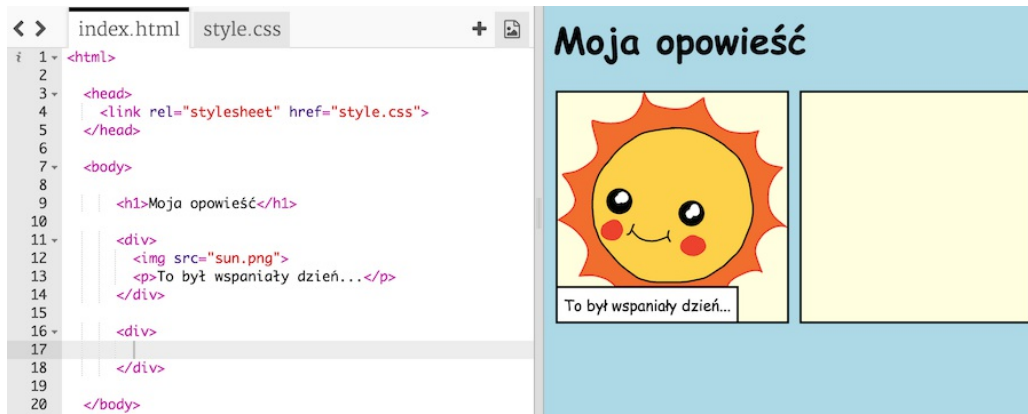 index.html style.css
i 1 <html>
2
3 <head>
4 <link rel="stylesheet" href="style.css">
5 </head>
6
7 <body>
8
9 <h1>Moja opowieść</h1>
10
11 <div>
12 <img src="sun.png">
13 <p>To był wspaniały dzień...</p>
14 </div>
15
16 <div>
17
18 </div>
19
20 </body>
Moja opowieść
To był wspaniały dzień...